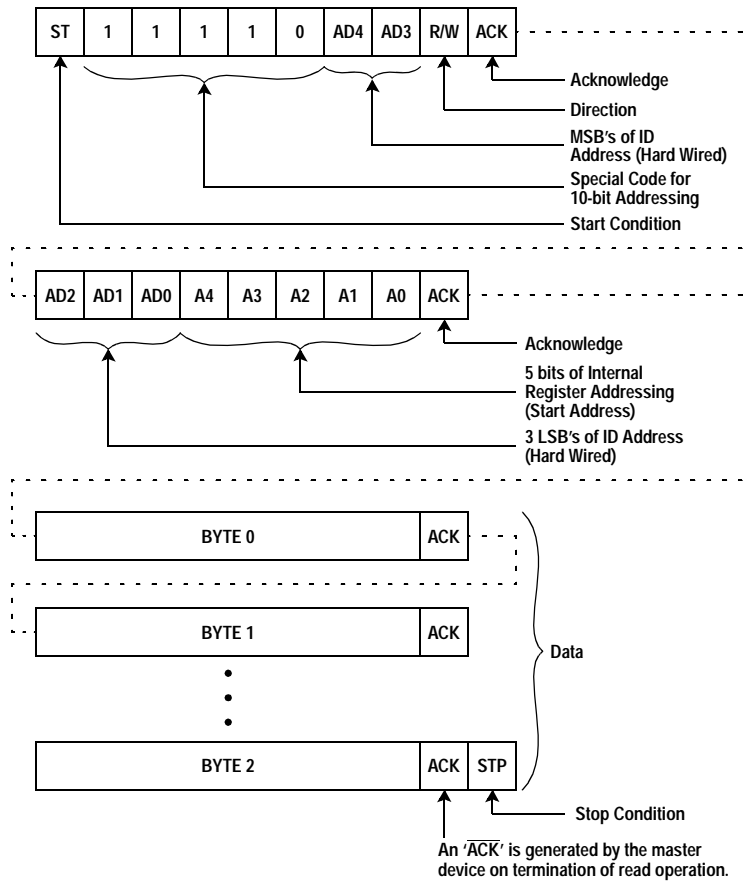 ST 1 1 1 1 0 AD4 AD3 R/W ACK
Acknowledge
Direction
MSB's of ID
Address (Hard Wired)
Special Code for
10-bit Addressing
Start Condition
AD2 AD1 AD0 A4 A3 A2 A1 A0 ACK
Acknowledge
5 bits of Internal
Register Addressing
(Start Address)
3 LSB's of ID Address
(Hard Wired)
BYTE 0 ACK
BYTE 1 ACK
Data
BYTE 2 ACK STP
Stop Condition
An 'A̅C̅K̅' is generated by the master
device on termination of read operation.